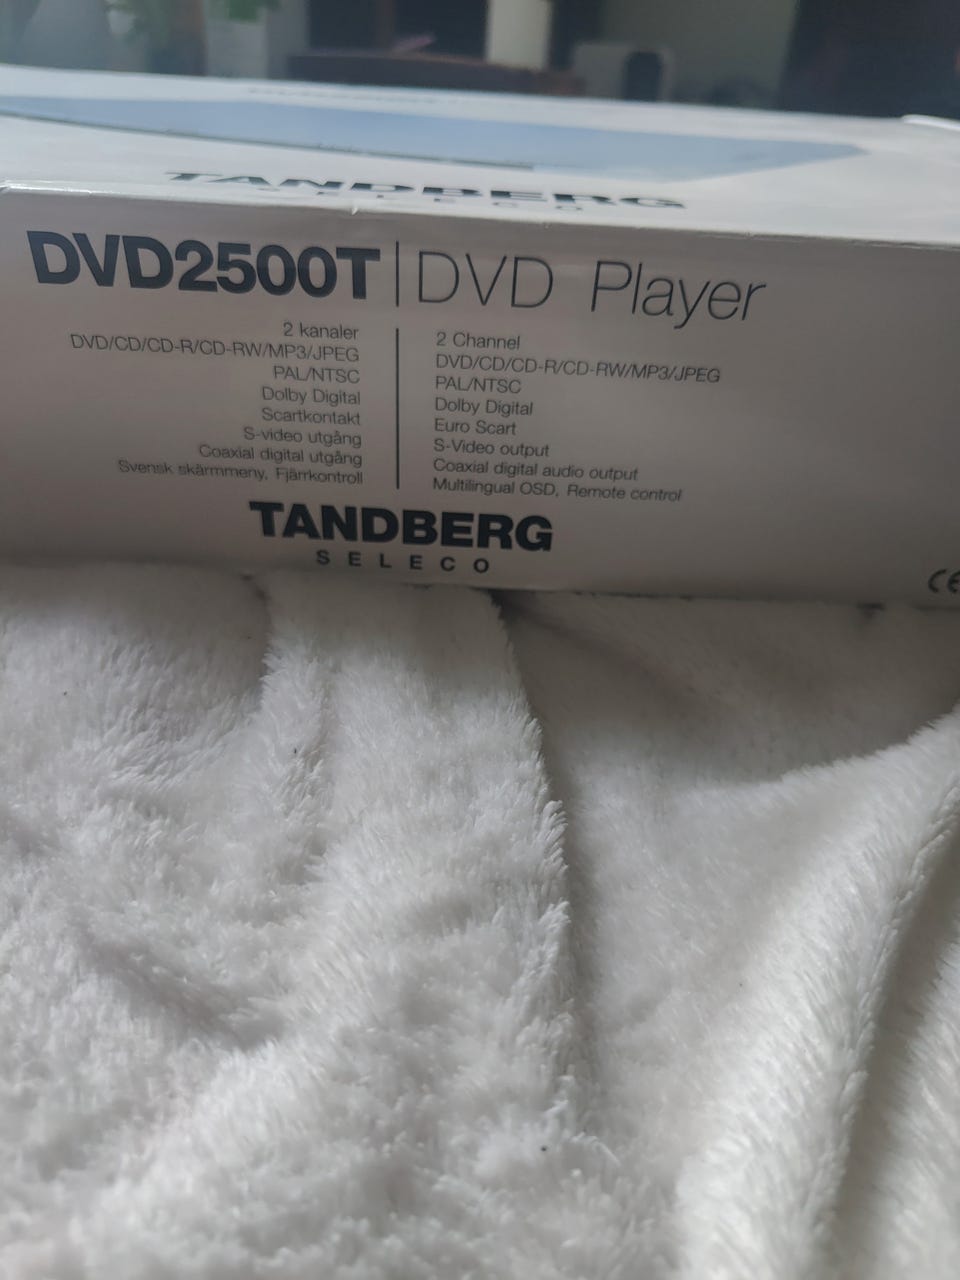 TANDBERG
SELECO
DVD2500T | DVD Player
2 kanaler
DVD/CD/CD-R/CD-RW/MP3/JPEG
PAL/NTSC
Dolby Digital
Scartkontakt
S-video utgång
Coaxial digital utgång
Svensk skärmmeny, Fjärrkontroll
2 Channel
DVD/CD/CD-R/CD-RW/MP3/JPEG
PAL/NTSC
Dolby Digital
Euro Scart
S-Video output
Coaxial digital audio output
Multilingual OSD, Remote control
TANDBERG
SELECO
CE